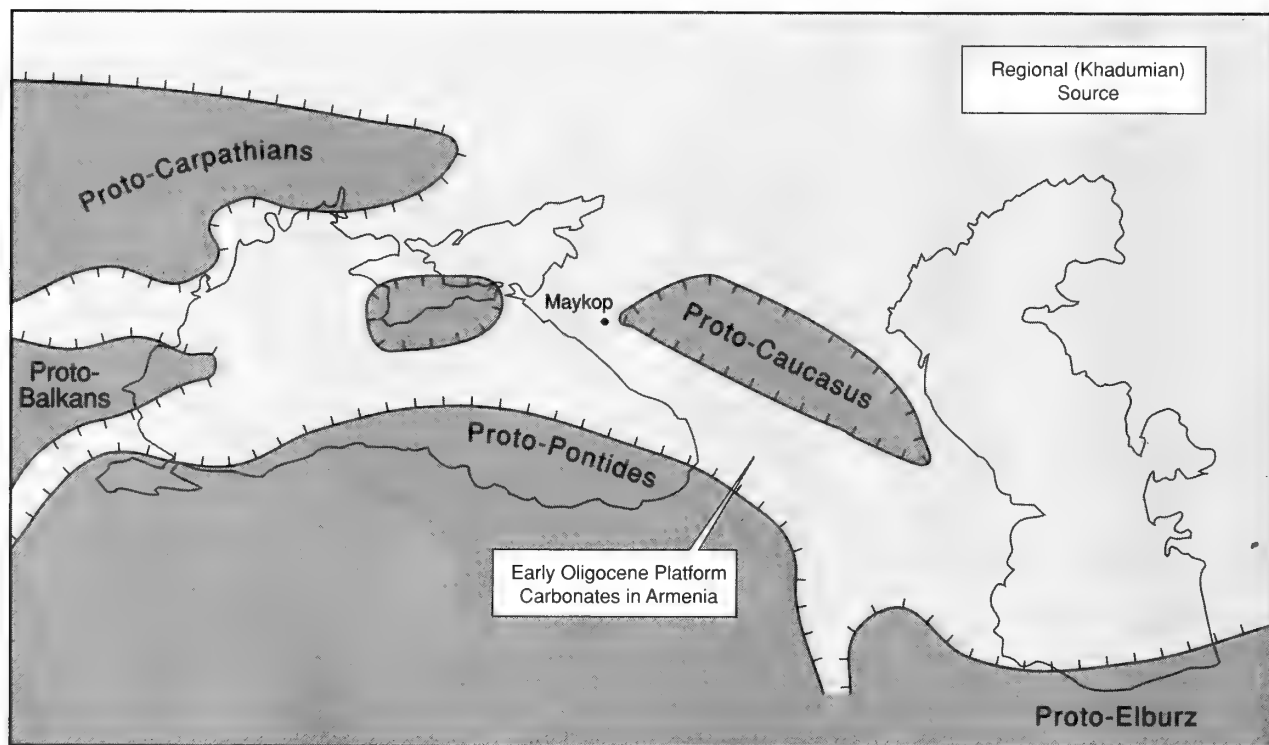 Regional (Khadumian)
Source
Proto-Carpathians
Maykop
Proto-Caucasus
Proto-
Balkans
Proto-Pontides
Early Oligocene Platform
Carbonates in Armenia
Proto-Elburz